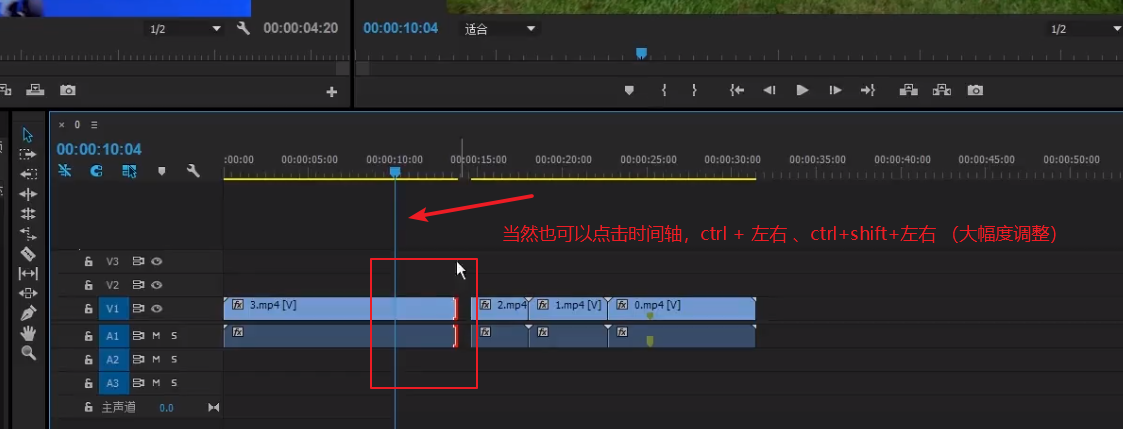 1/2
00:00:04:20
00:00:10:04
适合
1/2
× 0 ≡
00:00:10:04
:00:00
00:00:05:00
00:00:10:00
00:00:15:00
00:00:20:00
00:00:25:00
00:00:30:00
00:00:35:00
00:00:40:00
00:00:45:00
00:00:50:00
当然也可以点击时间轴，ctrl + 左右 、ctrl+shift+左右 （大幅度调整）
V3
V2
V1
fx 3.mp4 [V]
fx 2.mp4
fx 1.mp4 [V]
fx 0.mp4 [V]
A1 M S
fx
fx
fx
fx
A2 M S
A3 M S
主声道 0.0